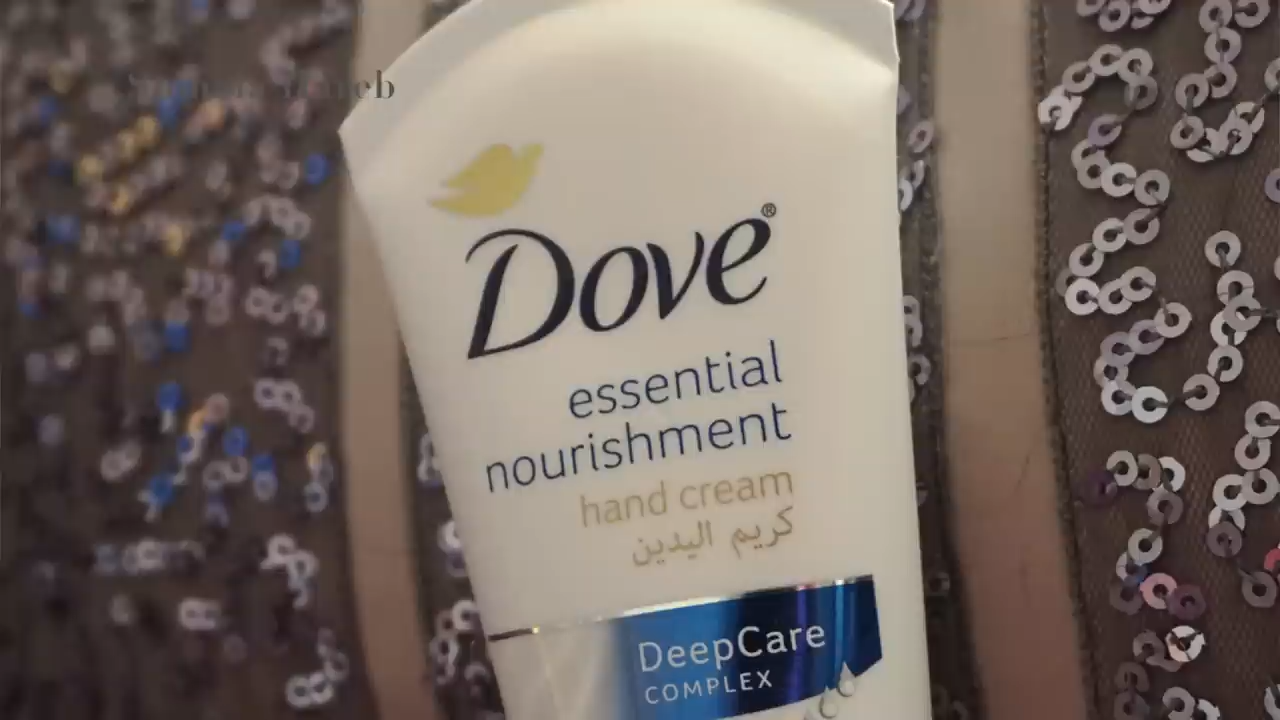 Dove®
essential
nourishment
hand cream
كريم اليدين
DeepCare
COMPLEX